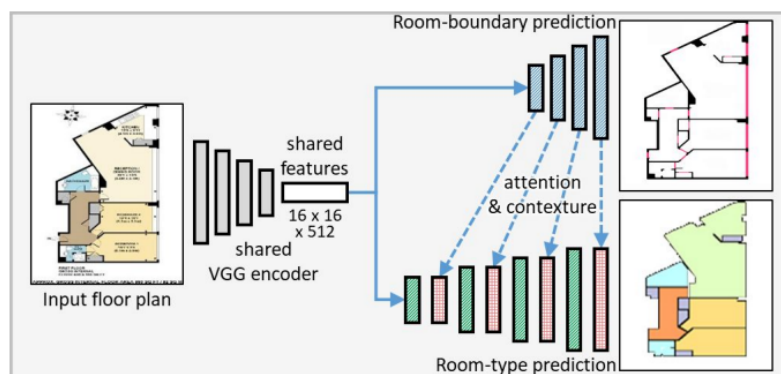 Room-boundary prediction
shared
features
16 x 16
x 512
attention
& contexture
shared
VGG encoder
Input floor plan
Room-type prediction